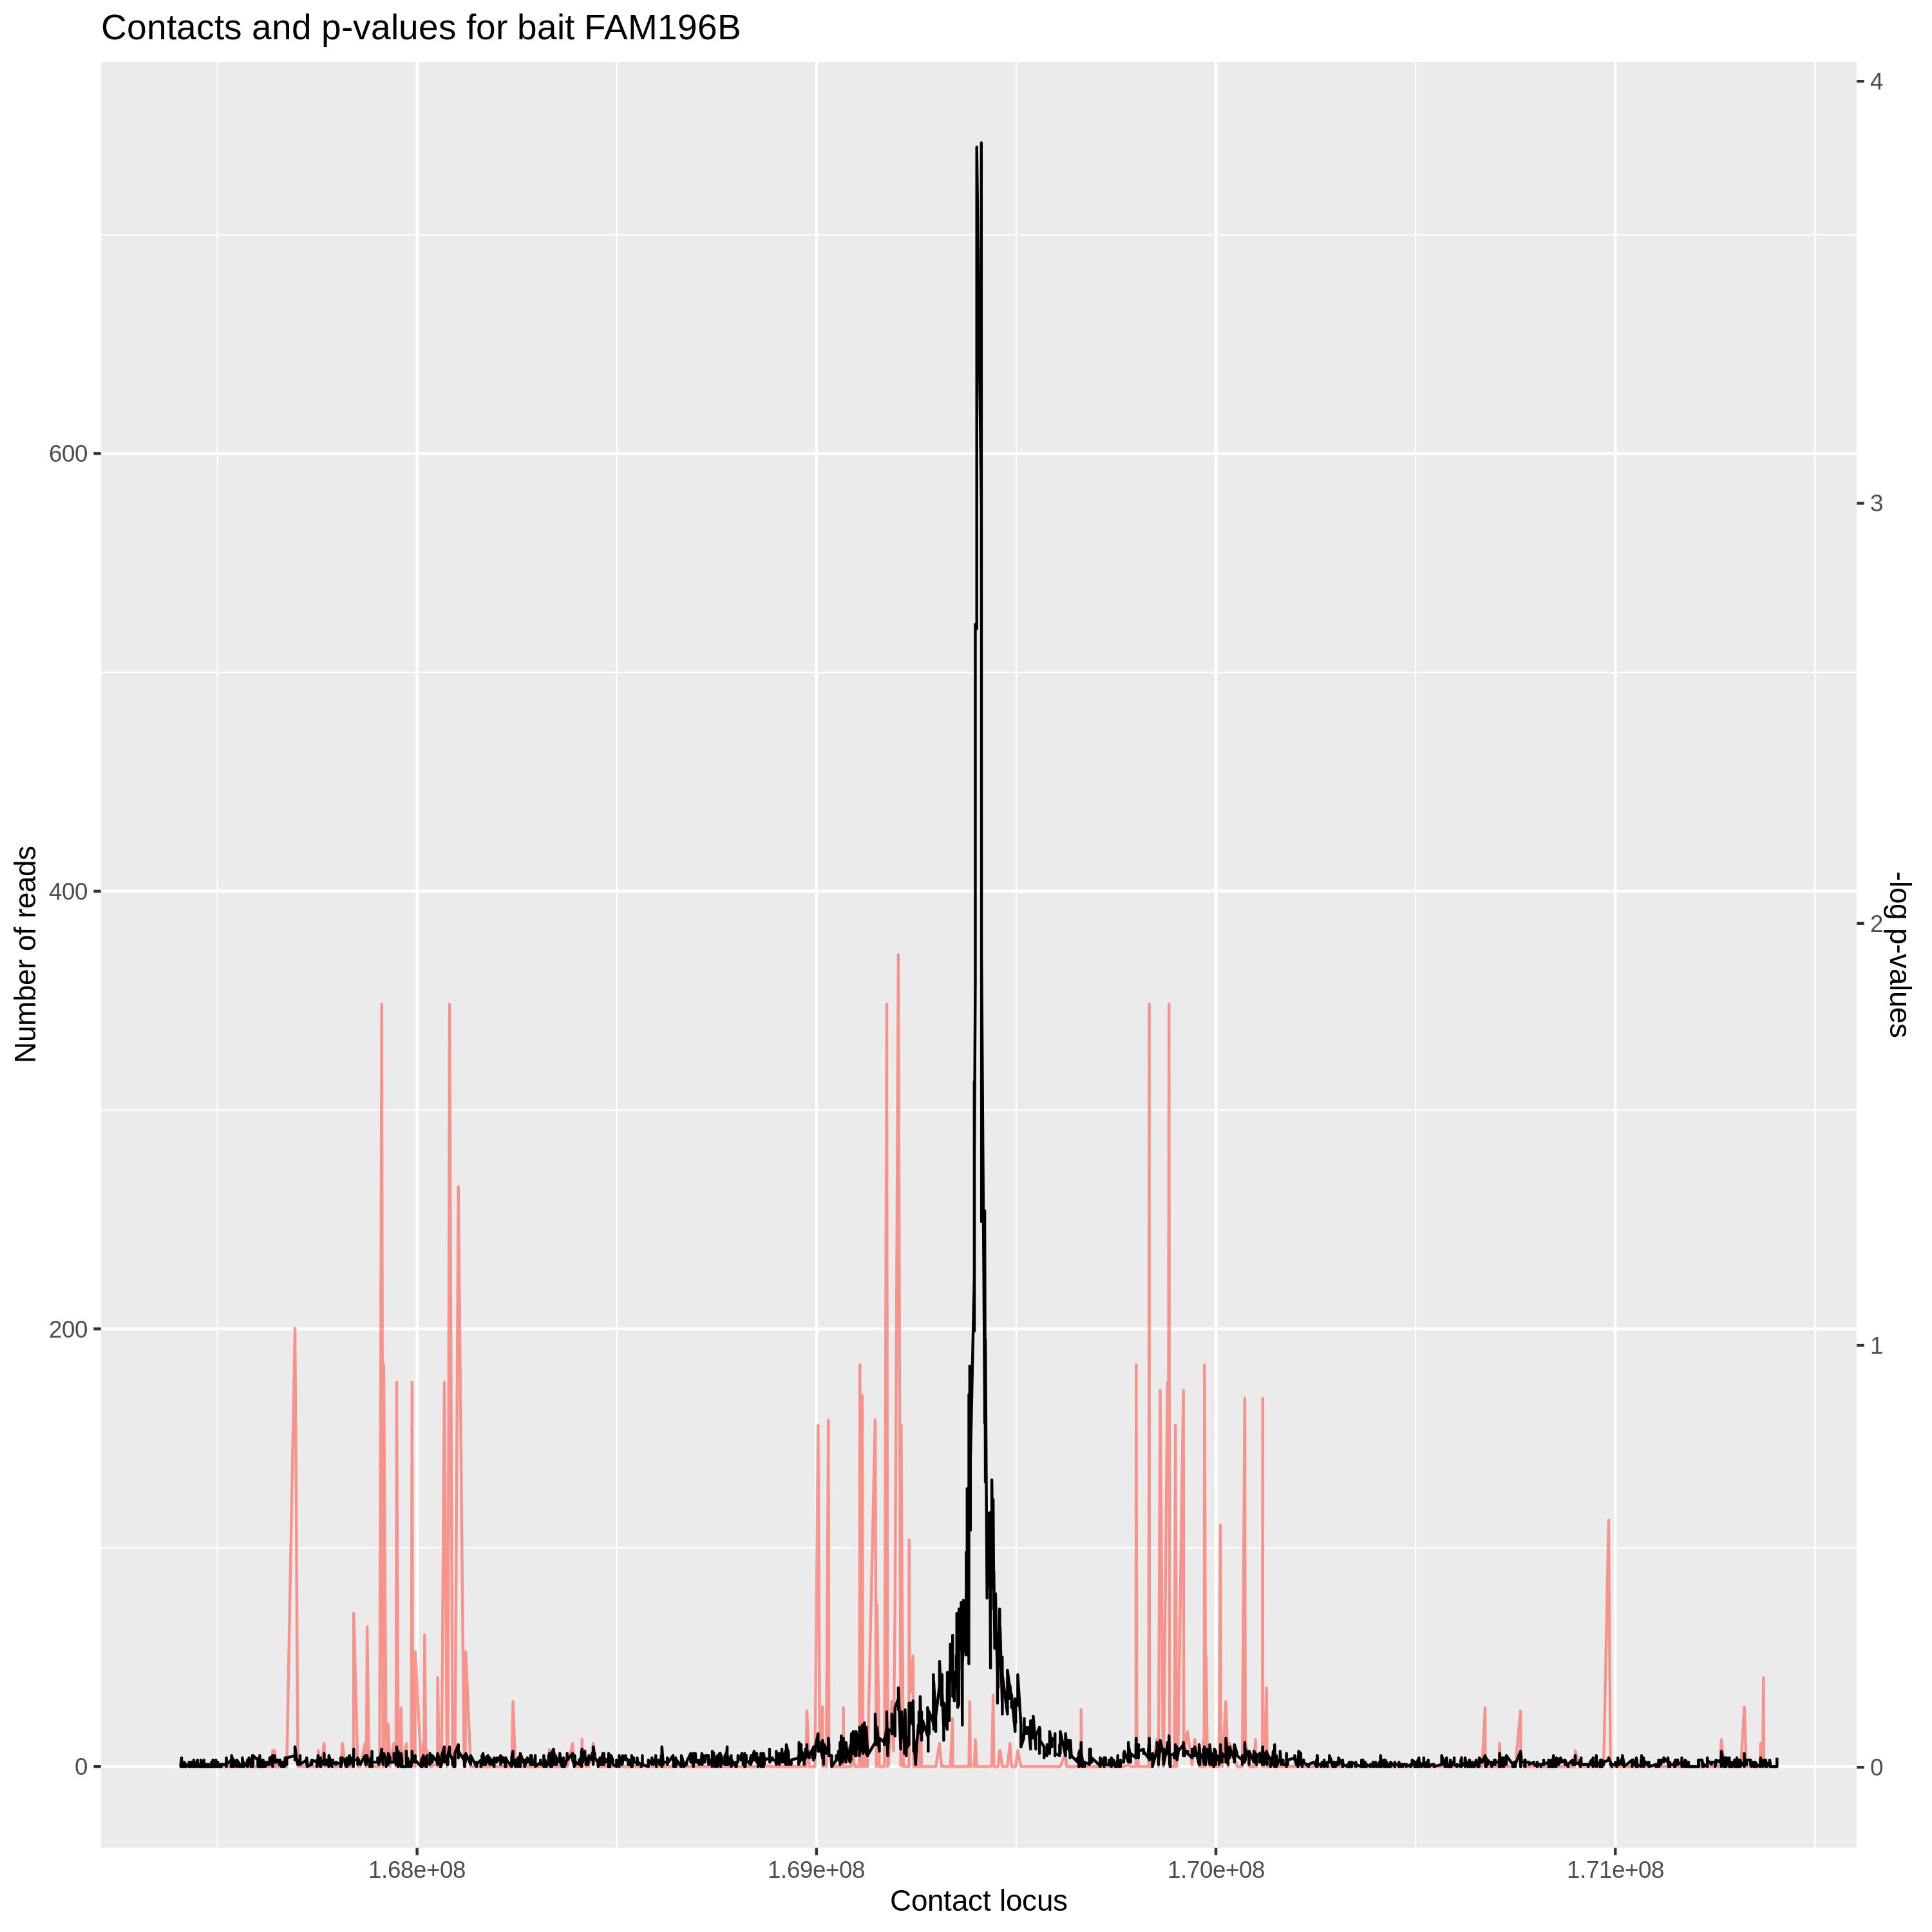 Contacts and p-values for bait FAM196B
Number of reads
600
400
200
0
4
3
2
1
0
-log p-values
1.68e+08
1.69e+08
1.70e+08
1.71e+08
Contact locus